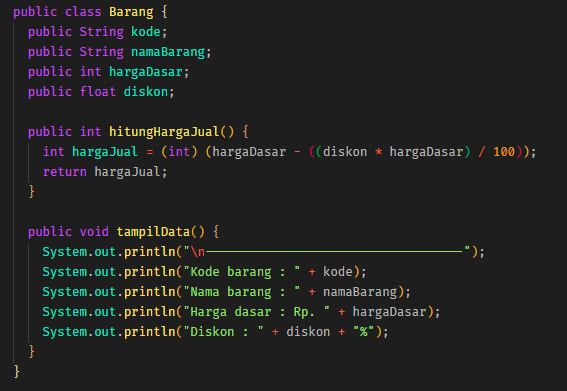 public class Barang {
  public String kode;
  public String namaBarang;
  public int hargaDasar;
  public float diskon;

  public int hitungHargaJual() {
    int hargaJual = (int) (hargaDasar - ((diskon * hargaDasar) / 100));
    return hargaJual;
  }

  public void tampilData() {
    System.out.println("\n----------------------------------");
    System.out.println("Kode barang : " + kode);
    System.out.println("Nama barang : " + namaBarang);
    System.out.println("Harga dasar : Rp. " + hargaDasar);
    System.out.println("Diskon : " + diskon + "%");
  }
}